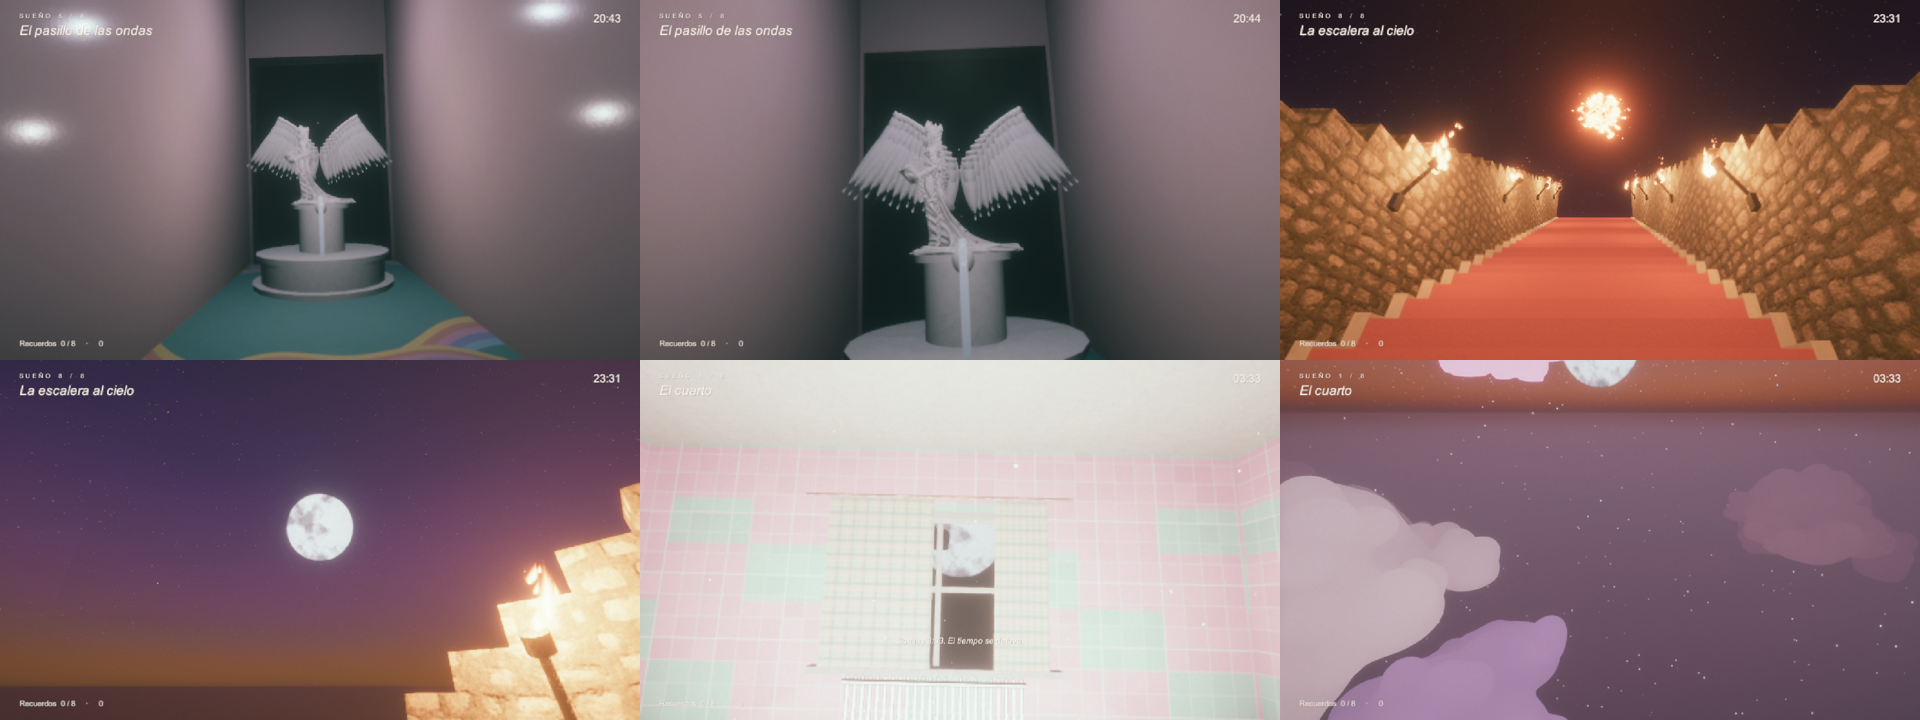 SUEÑO 5 / 8
El pasillo de las ondas
20:43
Recuerdos 0/8 · 0
SUEÑO 5 / 8
El pasillo de las ondas
20:44
Recuerdos 0/8 · 0
SUEÑO 8 / 8
La escalera al cielo
23:31
Recuerdos 0/8 · 0
SUEÑO 8 / 8
La escalera al cielo
23:31
Recuerdos 0/8 · 0
El cuarto
03:33
El tiempo se
SUEÑO 1 / 8
El cuarto
03:33
Recuerdos 0/8 · 0